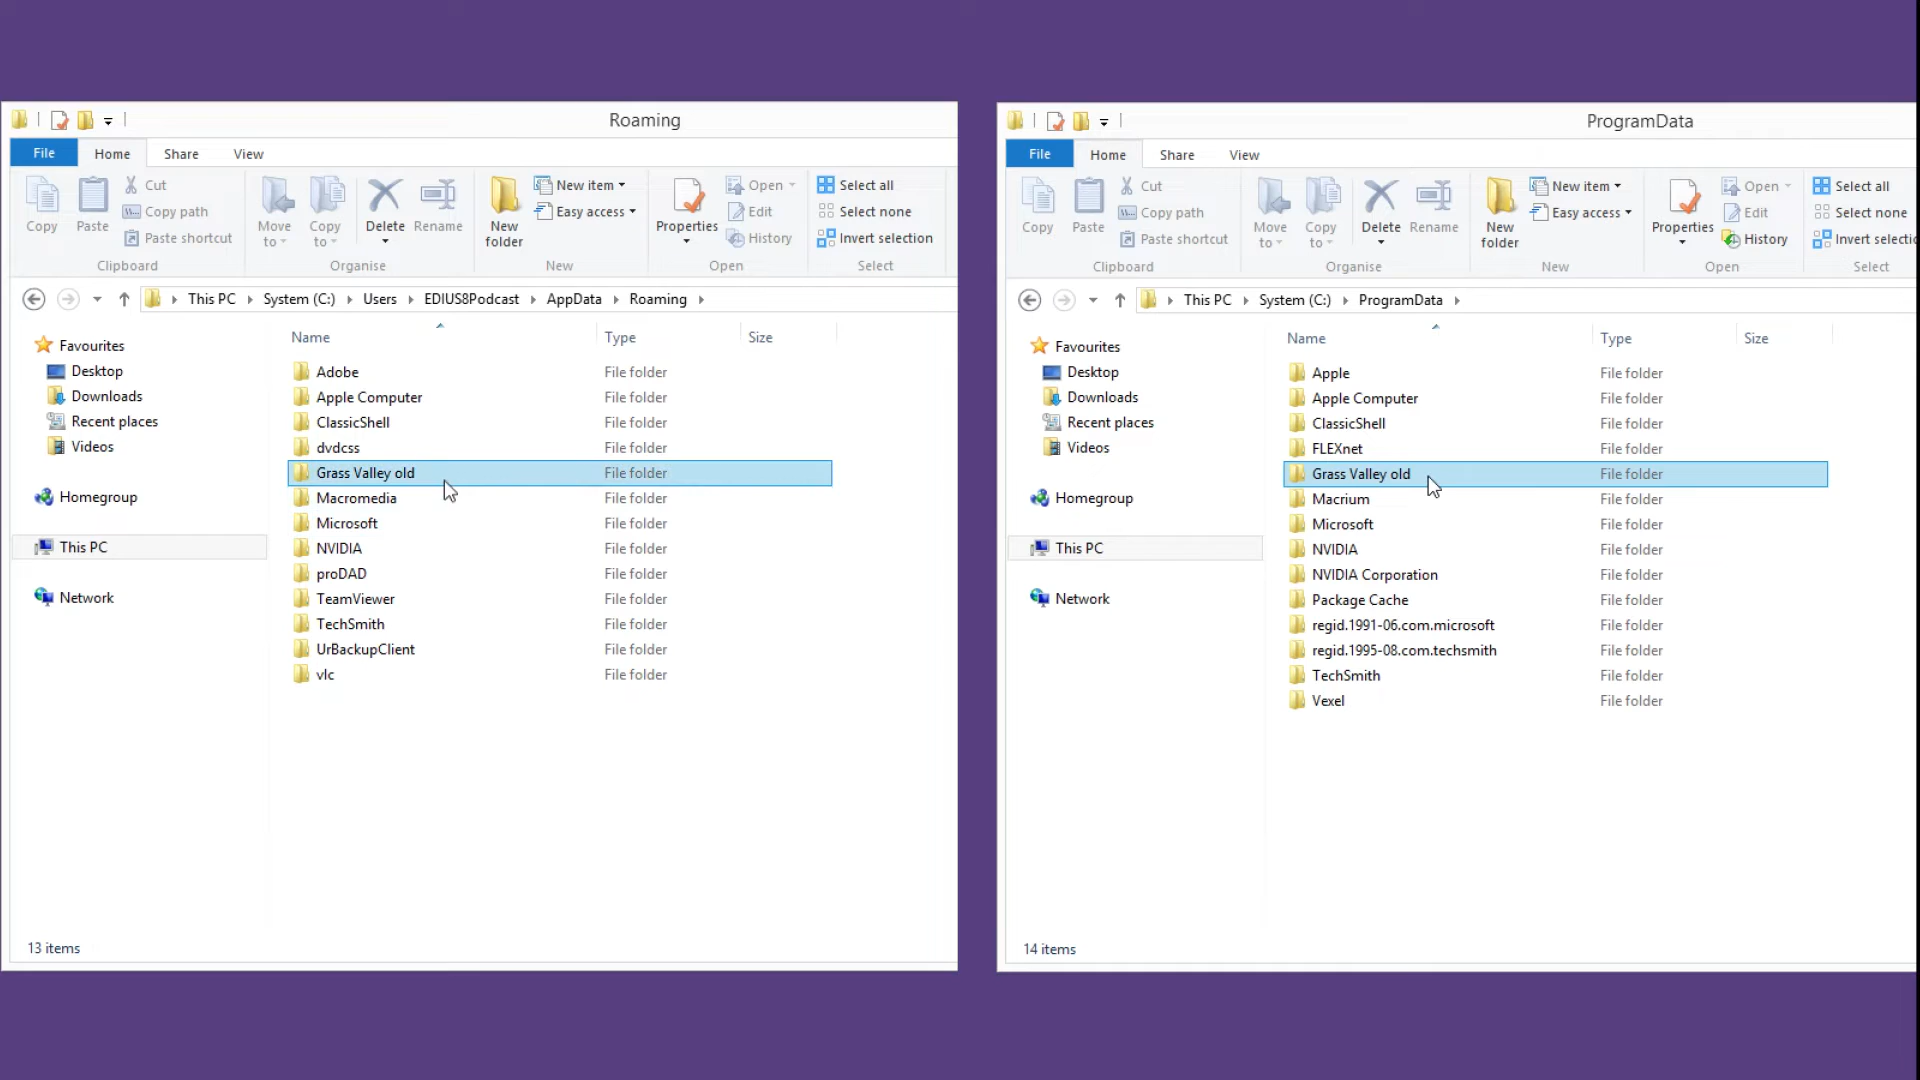 Roaming
File Home Share View
Copy Paste Cut Copy path Paste shortcut Move to Copy to Delete Rename New folder New item Easy access Properties Open Edit History Select all Select none Invert selection
Clipboard Organise New Open Select
This PC System (C:) Users EDIUS8Podcast AppData Roaming
Favourites
Desktop
Downloads
Recent places
Videos
Homegroup
This PC
Network
Name Type Size
Adobe File folder
Apple Computer File folder
ClassicShell File folder
dvdcss File folder
Grass Valley old File folder
Macromedia File folder
Microsoft File folder
NVIDIA File folder
proDAD File folder
TeamViewer File folder
TechSmith File folder
UrBackupClient File folder
vlc File folder
13 items
ProgramData
File Home Share View
Copy Paste Cut Copy path Paste shortcut Move to Copy to Delete Rename New folder New item Easy access Properties Open Edit History Select all Select none Invert
Clipboard Organise New Open Select
This PC System (C:) ProgramData
Favourites
Desktop
Downloads
Recent places
Videos
Homegroup
This PC
Network
Name Type Size
Apple File folder
Apple Computer File folder
ClassicShell File folder
FLEXnet File folder
Grass Valley old File folder
Macrium File folder
Microsoft File folder
NVIDIA File folder
NVIDIA Corporation File folder
Package Cache File folder
regid.1991-06.com.microsoft File folder
regid.1995-08.com.techsmith File folder
TechSmith File folder
Vexel File folder
14 items